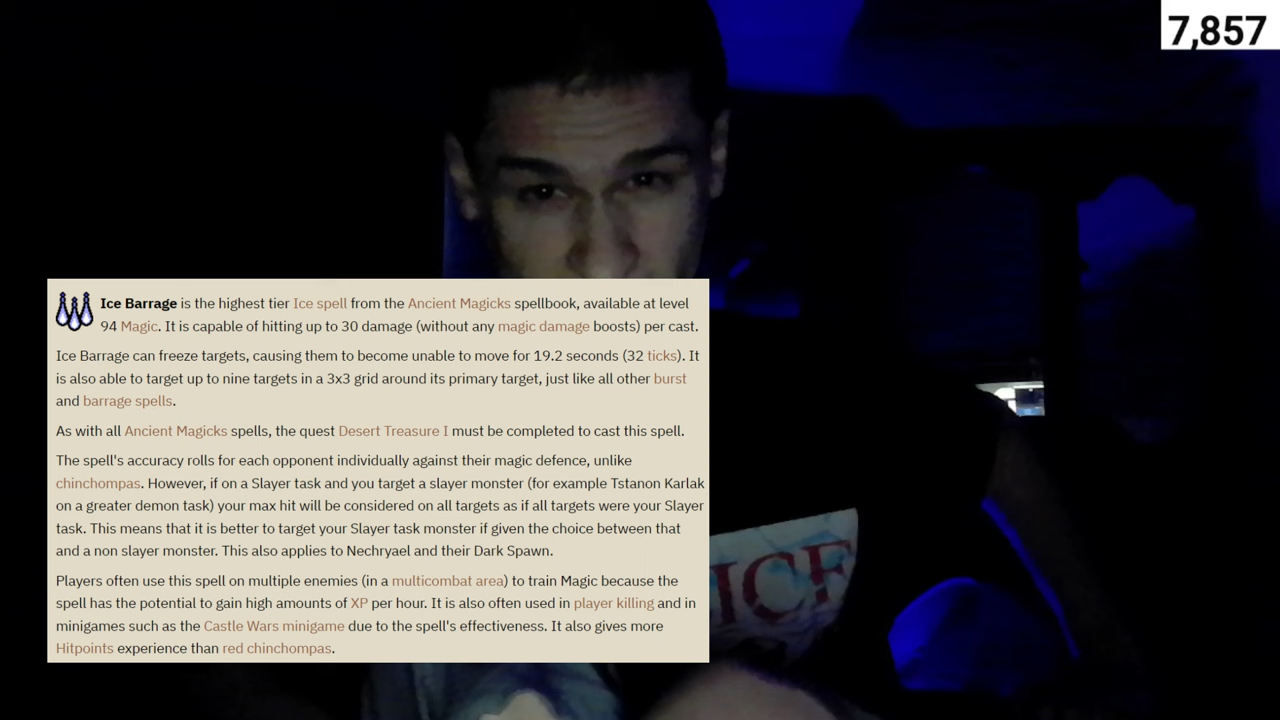 7,857
Ice Barrage is the highest tier Ice spell from the Ancient Magicks spellbook, available at level
94 Magic. It is capable of hitting up to 30 damage (without any magic damage boosts) per cast.
Ice Barrage can freeze targets, causing them to become unable to move for 19.2 seconds (32 ticks). It
is also able to target up to nine targets in a 3x3 grid around its primary target, just like all other burst
and barrage spells.
As with all Ancient Magicks spells, the quest Desert Treasure I must be completed to cast this spell.
The spell's accuracy rolls for each opponent individually against their magic defence, unlike
chinchompas. However, if on a Slayer task and you target a slayer monster (for example Tstanon Karlak
on a greater demon task) your max hit will be considered on all targets as if all targets were your Slayer
task. This means that it is better to target your Slayer task monster if given the choice between that
and a non slayer monster. This also applies to Nechryael and their Dark Spawn.
Players often use this spell on multiple enemies (in a multicombat area) to train Magic because the
spell has the potential to gain high amounts of XP per hour. It is also often used in player killing and in
minigames such as the Castle Wars minigame due to the spell's effectiveness. It also gives more
Hitpoints experience than red chinchompas.
ICE